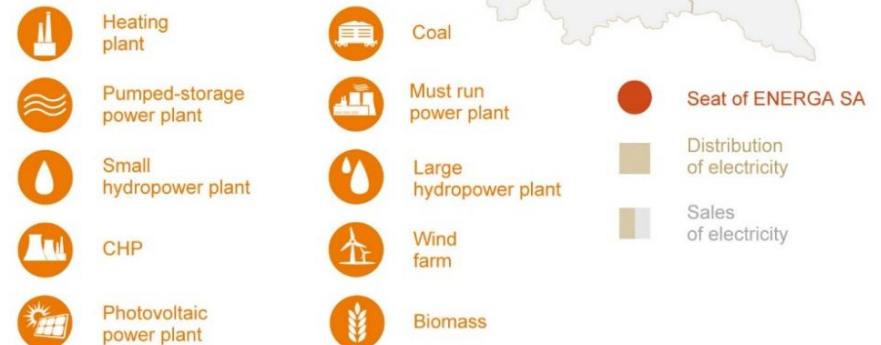 Heating
plant
Pumped-storage
power plant
Small
hydropower plant
CHP
Photovoltaic
power plant
Coal
Must run
power plant
Large
hydropower plant
Wind
farm
Biomass
Seat of ENERGA SA
Distribution
of electricity
Sales
of electricity